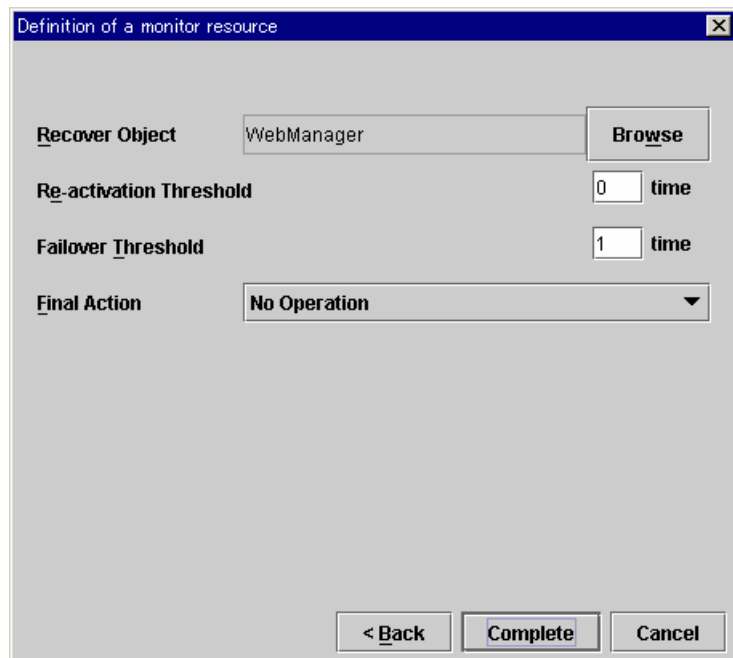 Definition of a monitor resource
Recover Object WebManager Browse
Re-activation Threshold 0 time
Failover Threshold 1 time
Final Action No Operation
< Back Complete Cancel